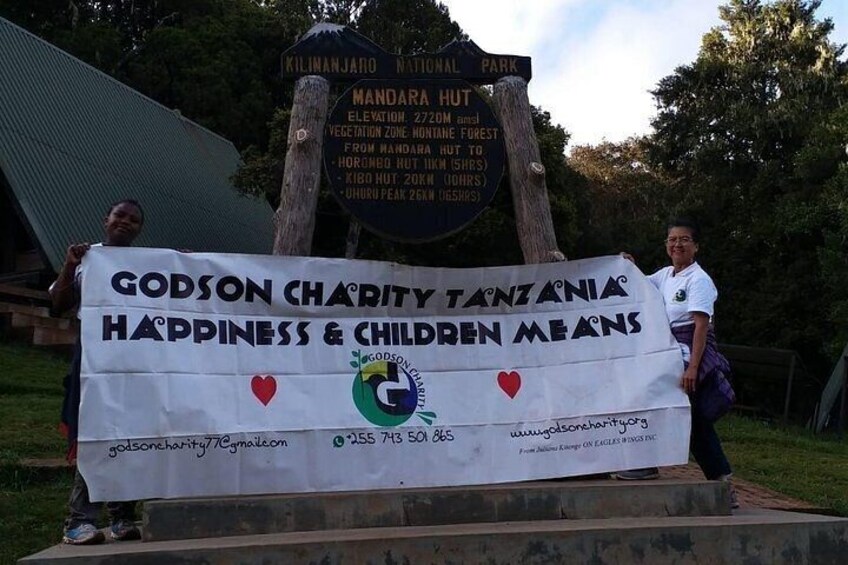 KILIMANJARO NATIONAL PARK
MANDARA HUT
ELEVATION. 2720M amsl
VEGETATION ZONE MONTANE FOREST
FROM MANDARA HUT TO
• HOROMBO HUT 11KM (5HRS)
• KIBO HUT 20KM (10HRS)
• UHURU PEAK 26KM (165HRS)
GODSON CHARITY TANZANIA
HAPPINESS & CHILDREN MEANS
GODSON CHARITY
G
godsoncharity77@gmail.com
+255 743 501 865
www.godsoncharity.org
From Juliana Kitongo ON EAGLES WINGS INC